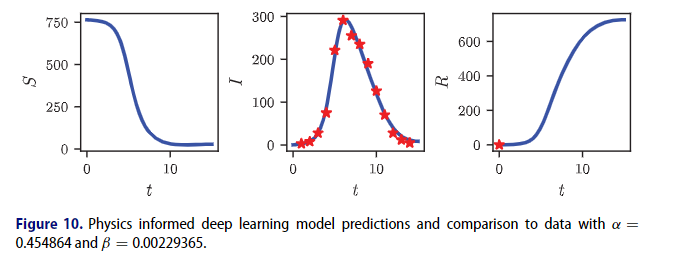 750
500
250
0
S
0
10
t
300
200
100
0
I
0
10
t
600
400
200
0
R
0
10
t
Figure 10. Physics informed deep learning model predictions and comparison to data with α =
0.454864 and β = 0.00229365.